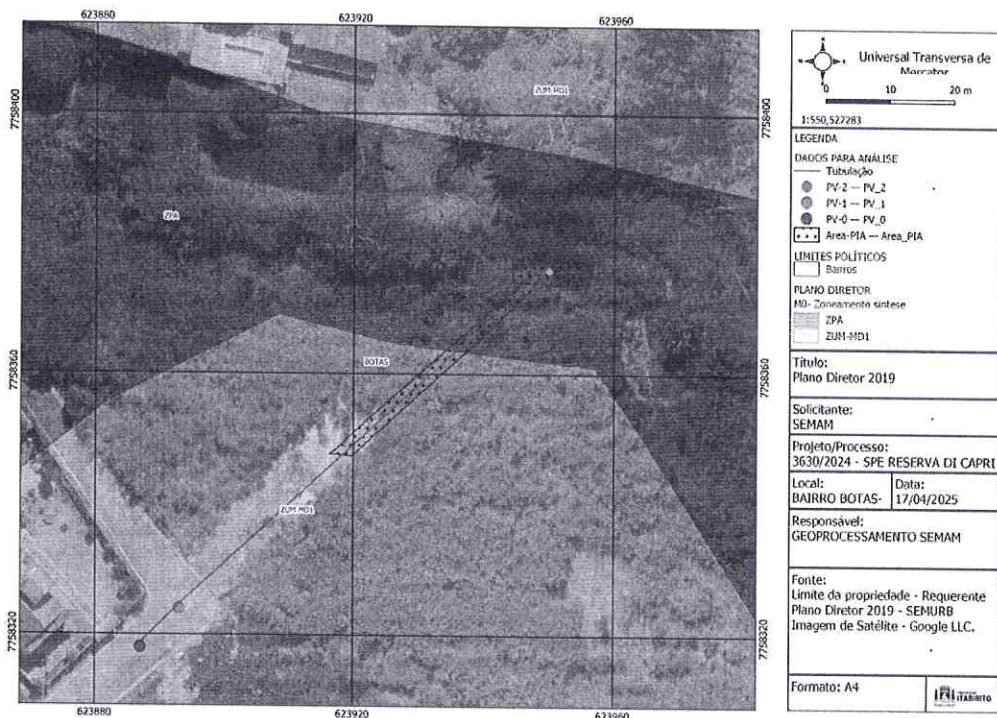 623880
623920
623960
7758400
7758400
ZUM-MD1
ZPA
7758360
BOTAS
7758360
ZUM MD1
7758320
7758320
623880
623920
623960
Universal Transversa de
Mercator
0 10 20 m
1:550,527283
LEGENDA
DADOS PARA ANÁLISE
Tubulação
PV-2 — PV_2
PV-1 — PV_1
PV-0 — PV_0
Area-PIA — Area_PIA
LIMITES POLÍTICOS
Bairros
PLANO DIRETOR
M0- Zoneamento síntese
ZPA
ZUM-MD1
Título:
Plano Diretor 2019
Solicitante:
SEMAM
Projeto/Processo:
3630/2024 - SPE RESERVA DI CAPRI
Local:
BAIRRO BOTAS-
Data:
17/04/2025
Responsável:
GEOPROCESSAMENTO SEMAM
Fonte:
Limite da propriedade - Requerente
Plano Diretor 2019 - SEMURB
Imagem de Satélite - Google LLC.
Formato: A4
ITABIRITO